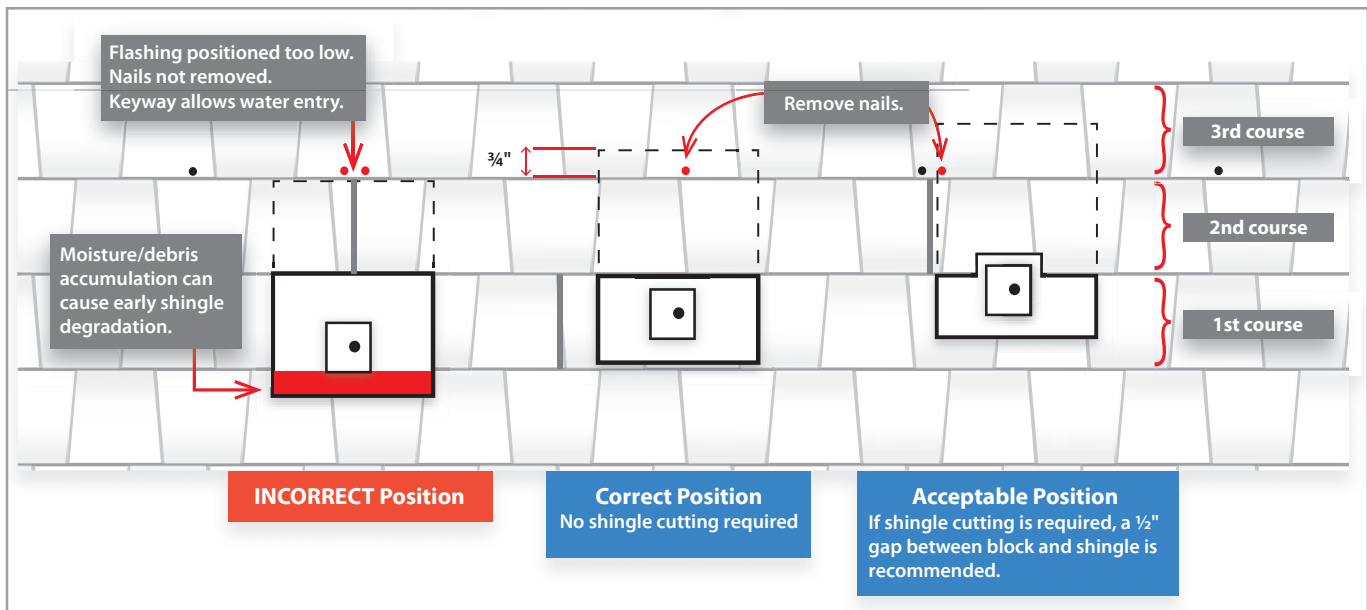 Flashing positioned too low.
Nails not removed.
Keyway allows water entry.
Remove nails.
¾"
3rd course
2nd course
Moisture/debris
accumulation can
cause early shingle
degradation.
1st course
INCORRECT Position
Correct Position
No shingle cutting required
Acceptable Position
If shingle cutting is required, a ½"
gap between block and shingle is
recommended.